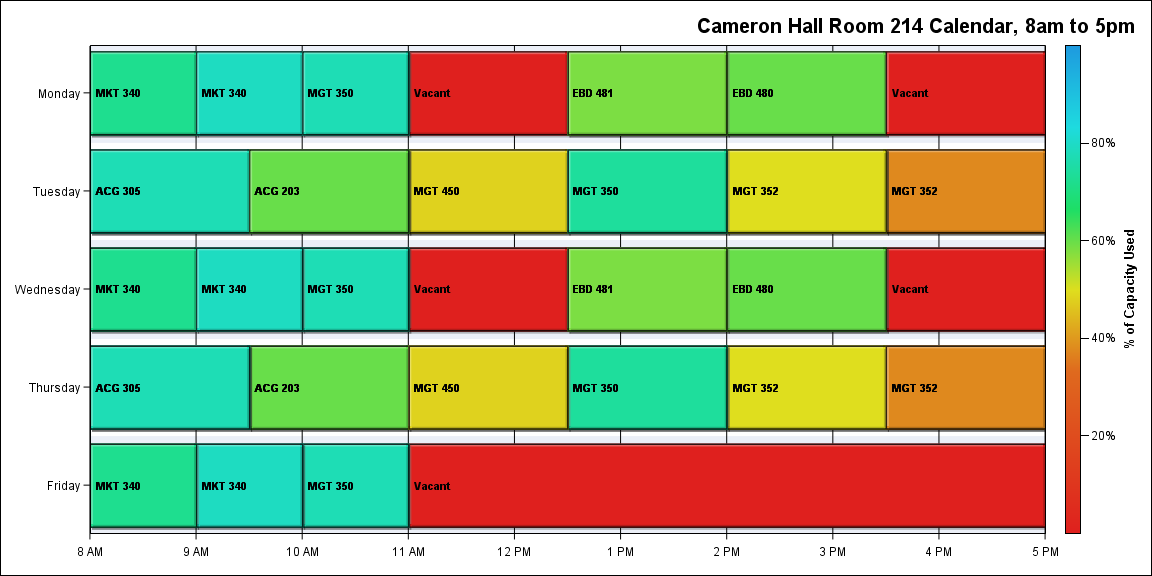 Cameron Hall Room 214 Calendar, 8am to 5pm
Monday MKT 340 MKT 340 MGT 350 Vacant EBD 481 EBD 480 Vacant
80%
Tuesday ACG 305 ACG 203 MGT 450 MGT 350 MGT 352 MGT 352
60%
Wednesday MKT 340 MKT 340 MGT 350 Vacant EBD 481 EBD 480 Vacant
% of Capacity Used
40%
Thursday ACG 305 ACG 203 MGT 450 MGT 350 MGT 352 MGT 352
20%
Friday MKT 340 MKT 340 MGT 350 Vacant
8 AM 9 AM 10 AM 11 AM 12 PM 1 PM 2 PM 3 PM 4 PM 5 PM